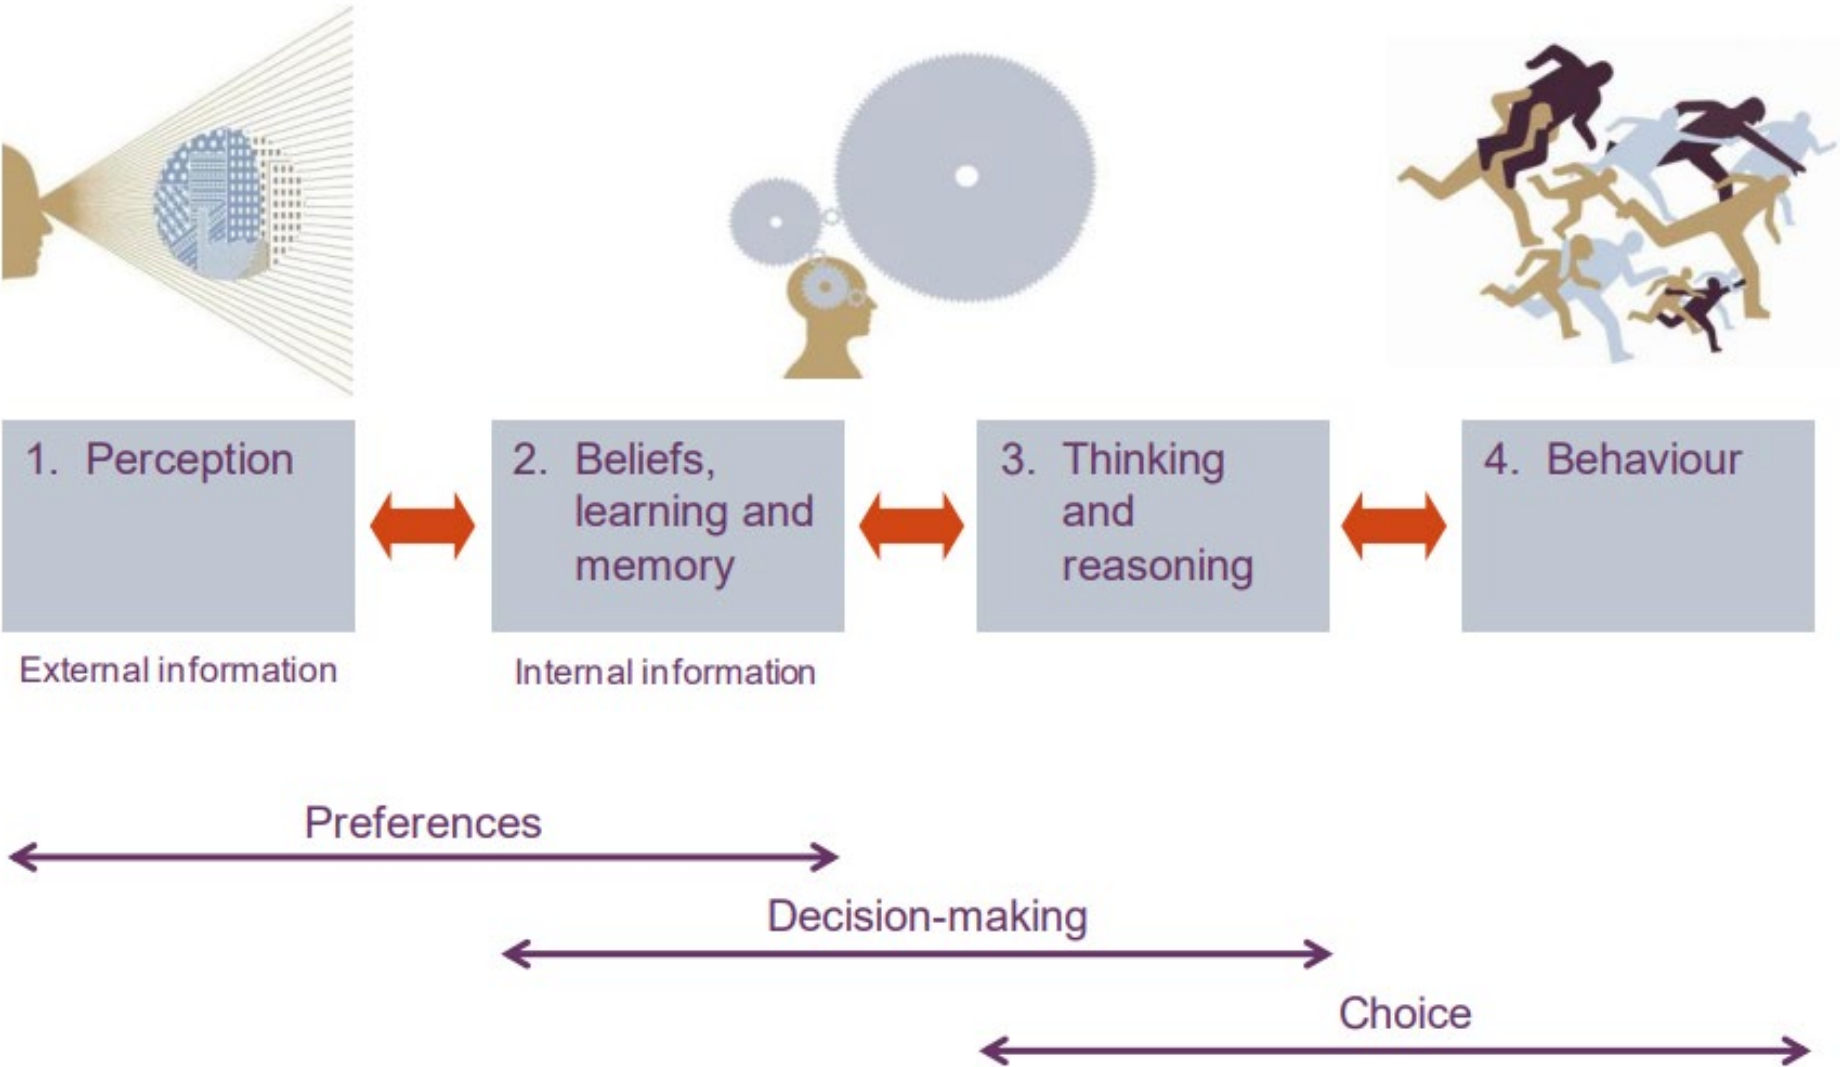 1. Perception
2. Beliefs,
learning and
memory
3. Thinking
and
reasoning
4. Behaviour
External information
Internal information
Preferences
Decision-making
Choice